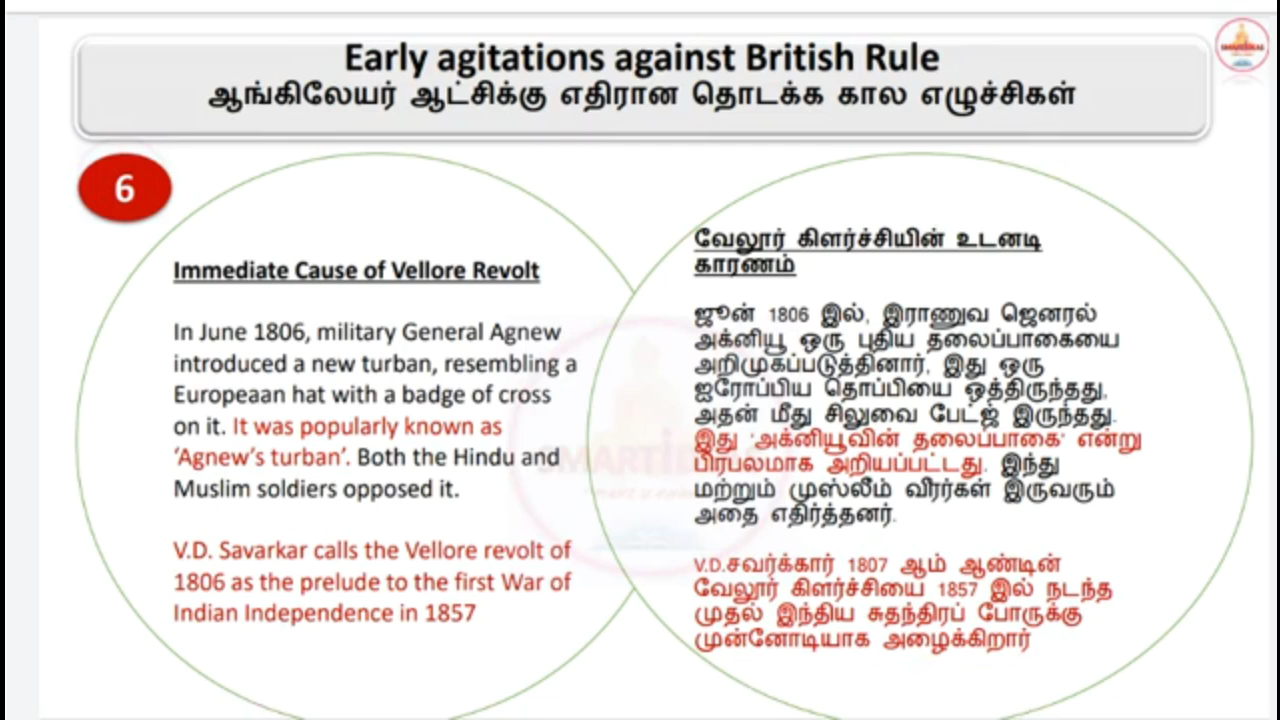 Early agitations against British Rule
ஆங்கிலேயர் ஆட்சிக்கு எதிரான தொடக்க கால எழுச்சிகள்
6
Immediate Cause of Vellore Revolt
In June 1806, military General Agnew
introduced a new turban, resembling a
Europeaan hat with a badge of cross
on it. It was popularly known as
‘Agnew’s turban’. Both the Hindu and
Muslim soldiers opposed it.
V.D. Savarkar calls the Vellore revolt of
1806 as the prelude to the first War of
Indian Independence in 1857
வேலூர் கிளர்ச்சியின் உடனடி
காரணம்
ஜூன் 1806 இல், இராணுவ ஜெனரல்
அக்னியூ ஒரு புதிய தலைப்பாகையை
அறிமுகப்படுத்தினார், இது ஒரு
ஐரோப்பிய தொப்பியை ஒத்திருந்தது,
அதன் மீது சிலுவை பேட்ஜ் இருந்தது.
இது ‘அக்னியூவின் தலைப்பாகை’ என்று
பிரபலமாக அறியப்பட்டது. இந்து
மற்றும் முஸ்லீம் வீரர்கள் இருவரும்
அதை எதிர்த்தனர்.
V.D.சவர்க்கார் 1807 ஆம் ஆண்டின்
வேலூர் கிளர்ச்சியை 1857 இல் நடந்த
முதல் இந்திய சுதந்திரப் போருக்கு
முன்னோடியாக அழைக்கிறார்